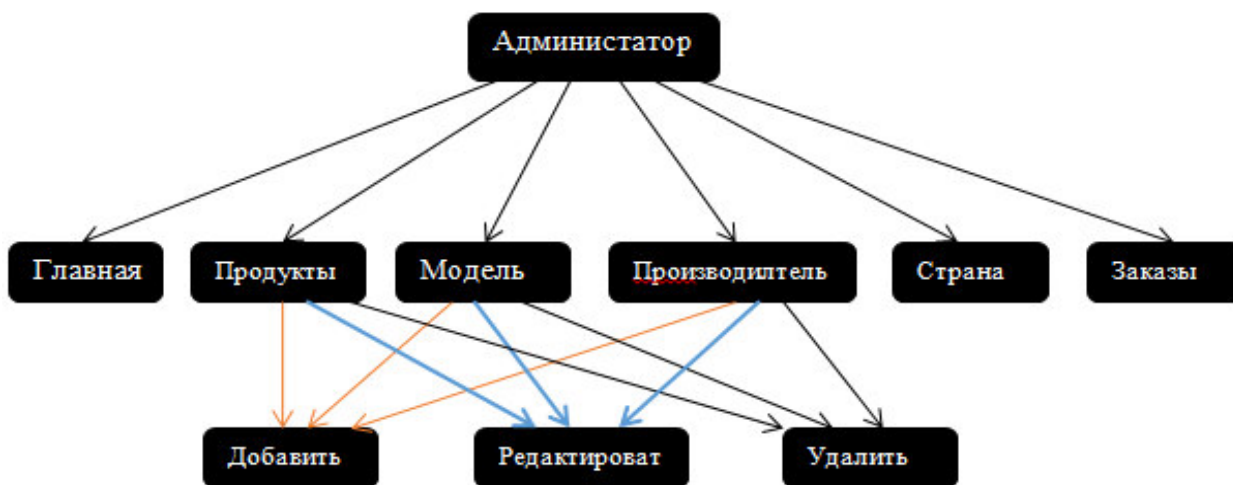 Администатор
Главная
Продукты
Модель
Производилтель
Страна
Заказы
Добавить
Редактироват
Удалить